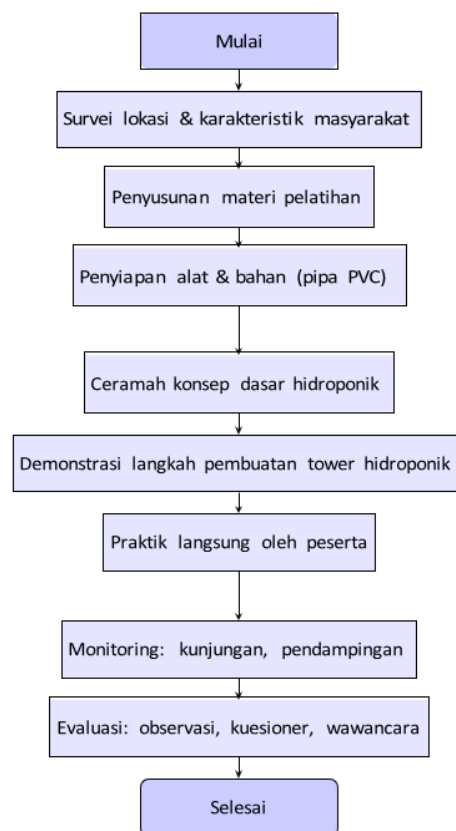 Mulai
Survei lokasi & karakteristik masyarakat
Penyusunan materi pelatihan
Penyiapan alat & bahan (pipa PVC)
Ceramah konsep dasar hidroponik
Demonstrasi langkah pembuatan tower hidroponik
Praktik langsung oleh peserta
Monitoring: kunjungan, pendampingan
Evaluasi: observasi, kuesioner, wawancara
Selesai